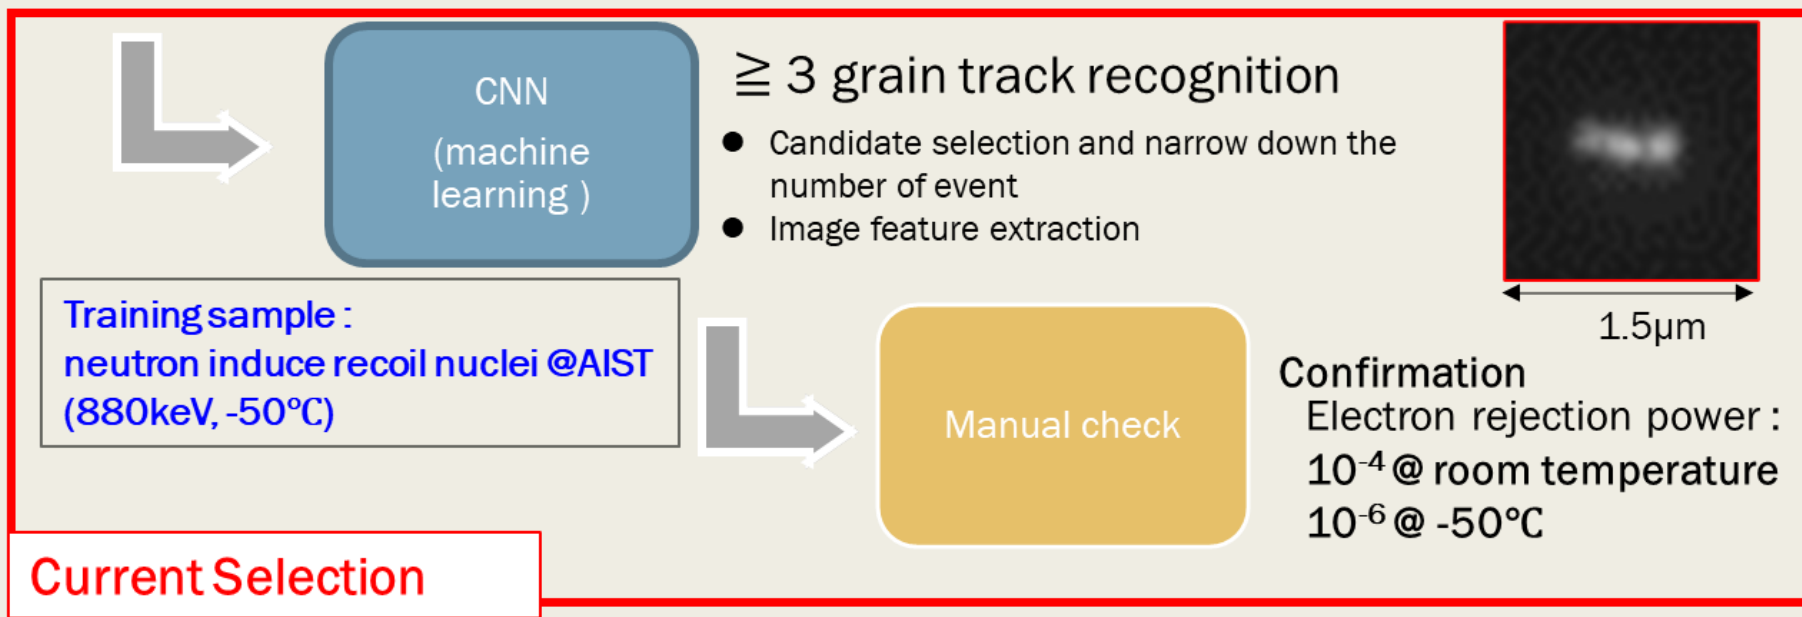 CNN
(machine
learning )
≧ 3 grain track recognition
● Candidate selection and narrow down the
number of event
● Image feature extraction
1.5μm
Training sample :
neutron induce recoil nuclei @AIST
(880keV, -50℃)
Manual check
Confirmation
Electron rejection power :
10⁻⁴ @ room temperature
10⁻⁶ @ -50℃
Current Selection